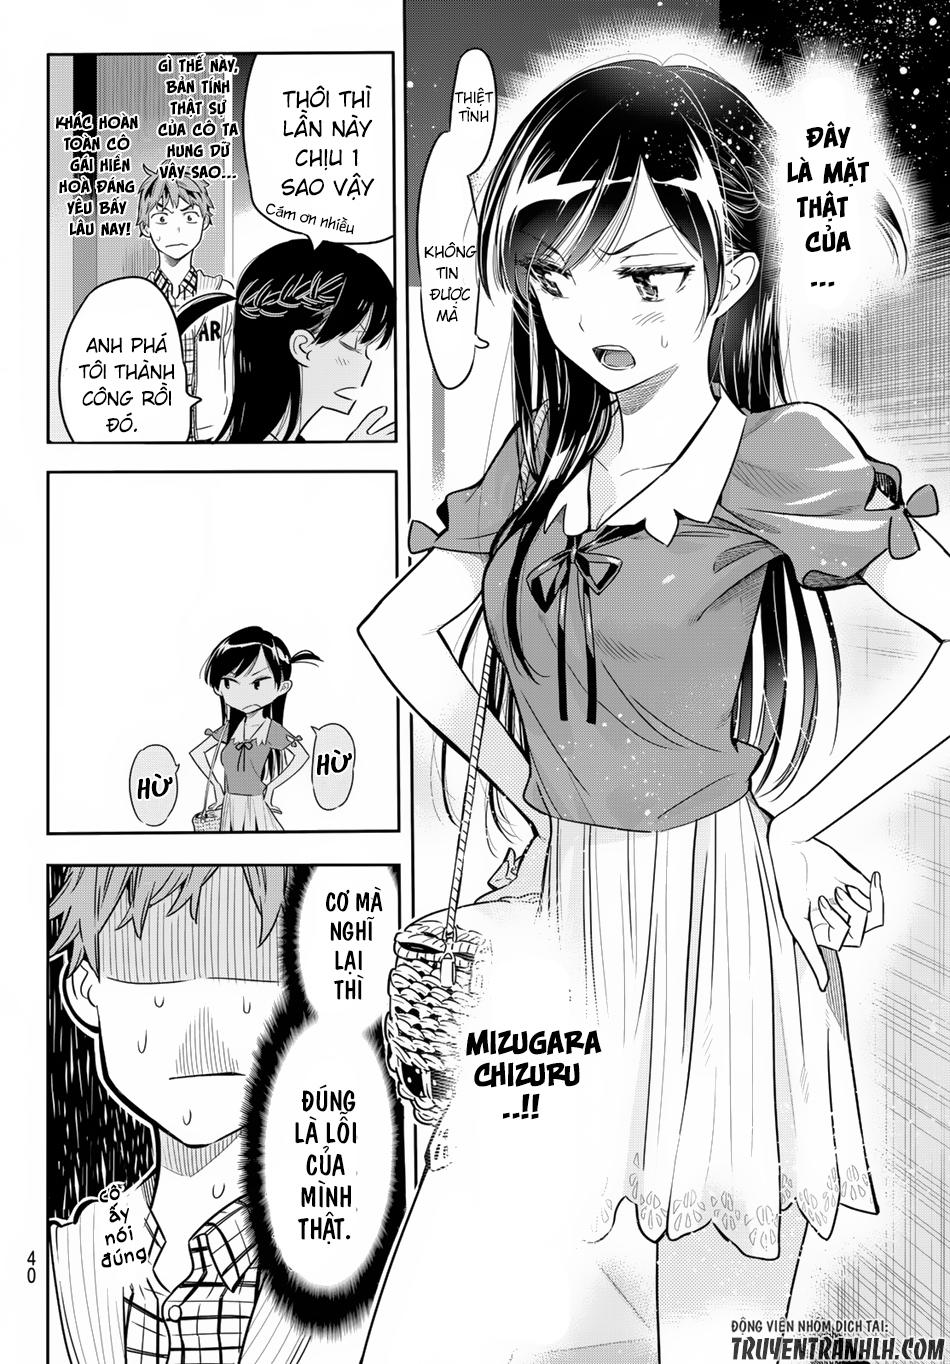 ĐÂY
LÀ MẶT
THẬT
CỦA
...
THIỆT
TÌNH
KHÔNG
TIN
ĐƯỢC
MÀ
MIZUGARA
CHIZURU
..!!
THÔI THÌ
LẦN NÀY
CHỊU 1
SAO VẬY
Cám ơn nhiều
GÌ THẾ NÀY,
BẢN TÍNH
THẬT SỰ
CỦA CÔ TA
HUNG DỮ
VẬY SAO...
KHÁC HOÀN
TOÀN CÔ
GÁI HIỀN
HOÀ ĐÁNG
YÊU BẤY
LÂU NAY!
AR
ANH PHÁ
TÔI THÀNH
CÔNG RỒI
ĐÓ.
HỪ
HỪ
CƠ MÀ
NGHĨ
LẠI
THÌ
ĐÚNG
LÀ LỖI
CỦA
MÌNH
THẬT.
cô
ấy
nói
đúng
40
ĐỘNG VIÊN NHÓM DỊCH TẠI:
TRUYENTRANHLH.COM